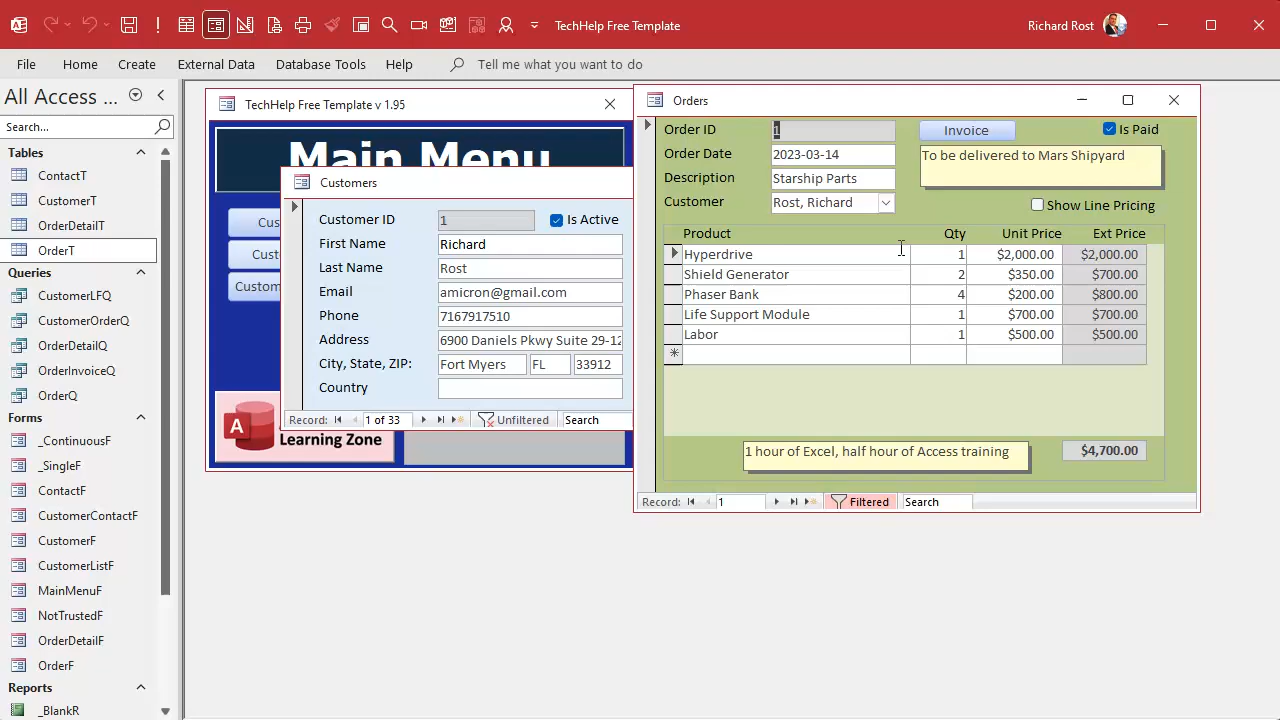 TechHelp Free Template
Richard Rost
File
Home
Create
External Data
Database Tools
Help
Tell me what you want to do
All Access ...
Search...
Tables
ContactT
CustomerT
OrderDetailT
OrderT
Queries
CustomerLFQ
CustomerOrderQ
OrderDetailQ
OrderInvoiceQ
OrderQ
Forms
_ContinuousF
_SingleF
ContactF
CustomerContactF
CustomerF
CustomerListF
MainMenuF
NotTrustedF
OrderDetailF
OrderF
Reports
_BlankR
TechHelp Free Template v 1.95
Main Menu
Cus
Cust
Custom
A
Learning Zone
Customers
Customer ID 1 Is Active
First Name Richard
Last Name Rost
Email amicron@gmail.com
Phone 7167917510
Address 6900 Daniels Pkwy Suite 29-12
City, State, ZIP: Fort Myers FL 33912
Country
Record: 1 of 33 Unfiltered Search
Orders
Order ID 1 Invoice Is Paid
Order Date 2023-03-14 To be delivered to Mars Shipyard
Description Starship Parts
Customer Rost, Richard Show Line Pricing
Product Qty Unit Price Ext Price
Hyperdrive 1 $2,000.00 $2,000.00
Shield Generator 2 $350.00 $700.00
Phaser Bank 4 $200.00 $800.00
Life Support Module 1 $700.00 $700.00
Labor 1 $500.00 $500.00
1 hour of Excel, half hour of Access training $4,700.00
Record: 1 Filtered Search